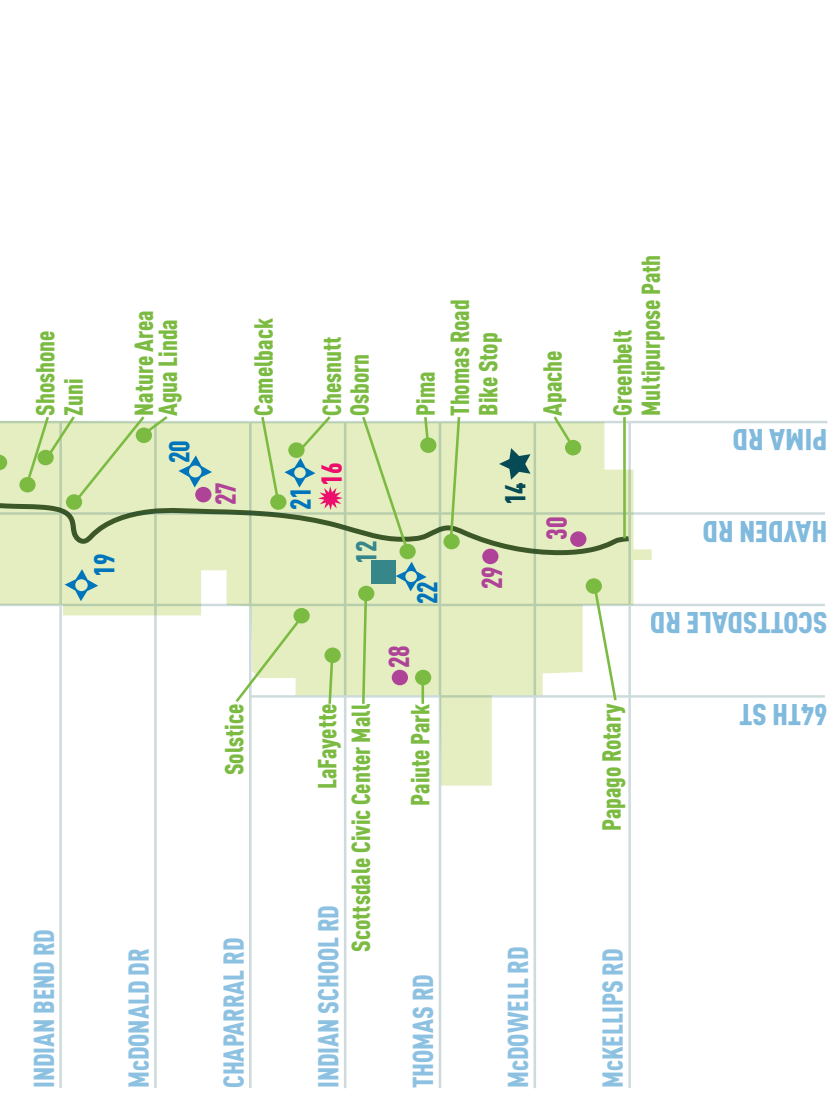 Shoshone
Zuni
Nature Area
Agua Linda
Camelback
Chesnutt
Osborn
Pima
Thomas Road
Bike Stop
Apache
Greenbelt
Multipurpose Path
PIMA RD
HAYDEN RD
SCOTTSDALE RD
64TH ST
20
27
21
16
14
19
12
22
30
29
28
Solstice
LaFayette
Scottsdale Civic Center Mall
Paiute Park
Papago Rotary
INDIAN BEND RD
McDONALD DR
CHAPARRAL RD
INDIAN SCHOOL RD
THOMAS RD
McDOWELL RD
McKELLIPS RD